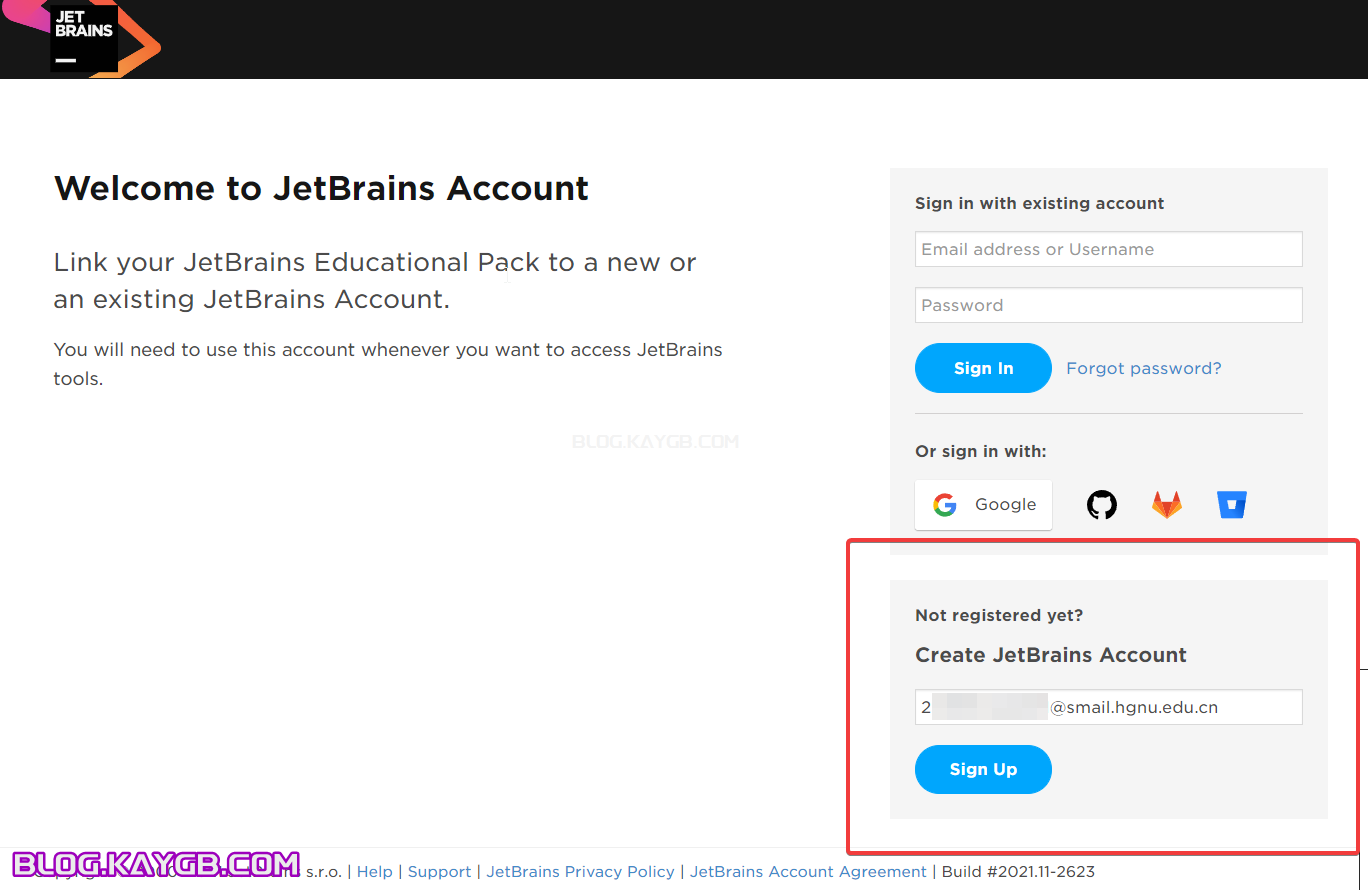 JET
BRAINS
Welcome to JetBrains Account
Link your JetBrains Educational Pack to a new or
an existing JetBrains Account.
You will need to use this account whenever you want to access JetBrains
tools.
BLOG.KAYGB.COM
Sign in with existing account
Email address or Username
Password
Sign In Forgot password?
Or sign in with:
Google
Not registered yet?
Create JetBrains Account
2 @smail.hgnu.edu.cn
Sign Up
BLOG.KAYGB.COM
s.r.o. | Help | Support | JetBrains Privacy Policy | JetBrains Account Agreement | Build #2021.11-2623